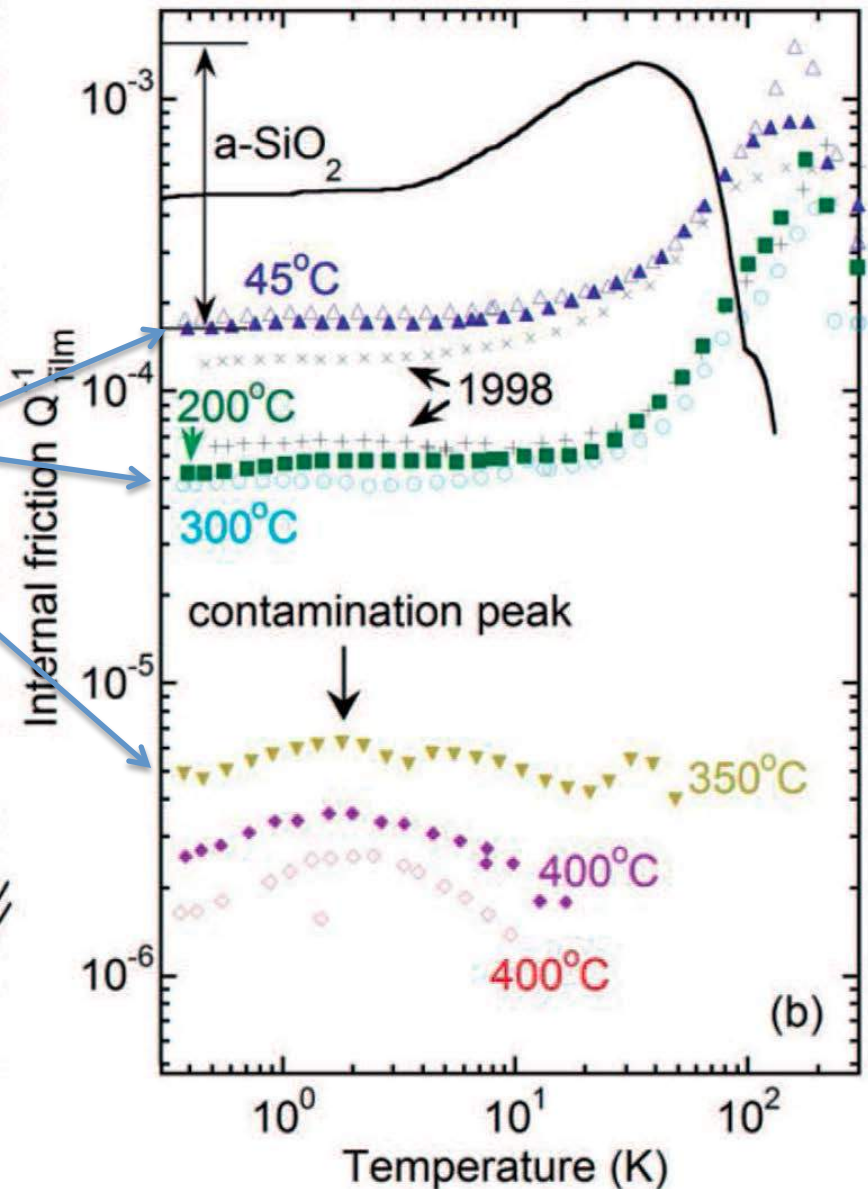 10⁻³
a-SiO₂
45°C
10⁻⁴
1998
200°C
300°C
Internal friction Q⁻¹film
contamination peak
10⁻⁵
350°C
400°C
10⁻⁶
400°C
(b)
10⁰ 10¹ 10²
Temperature (K)